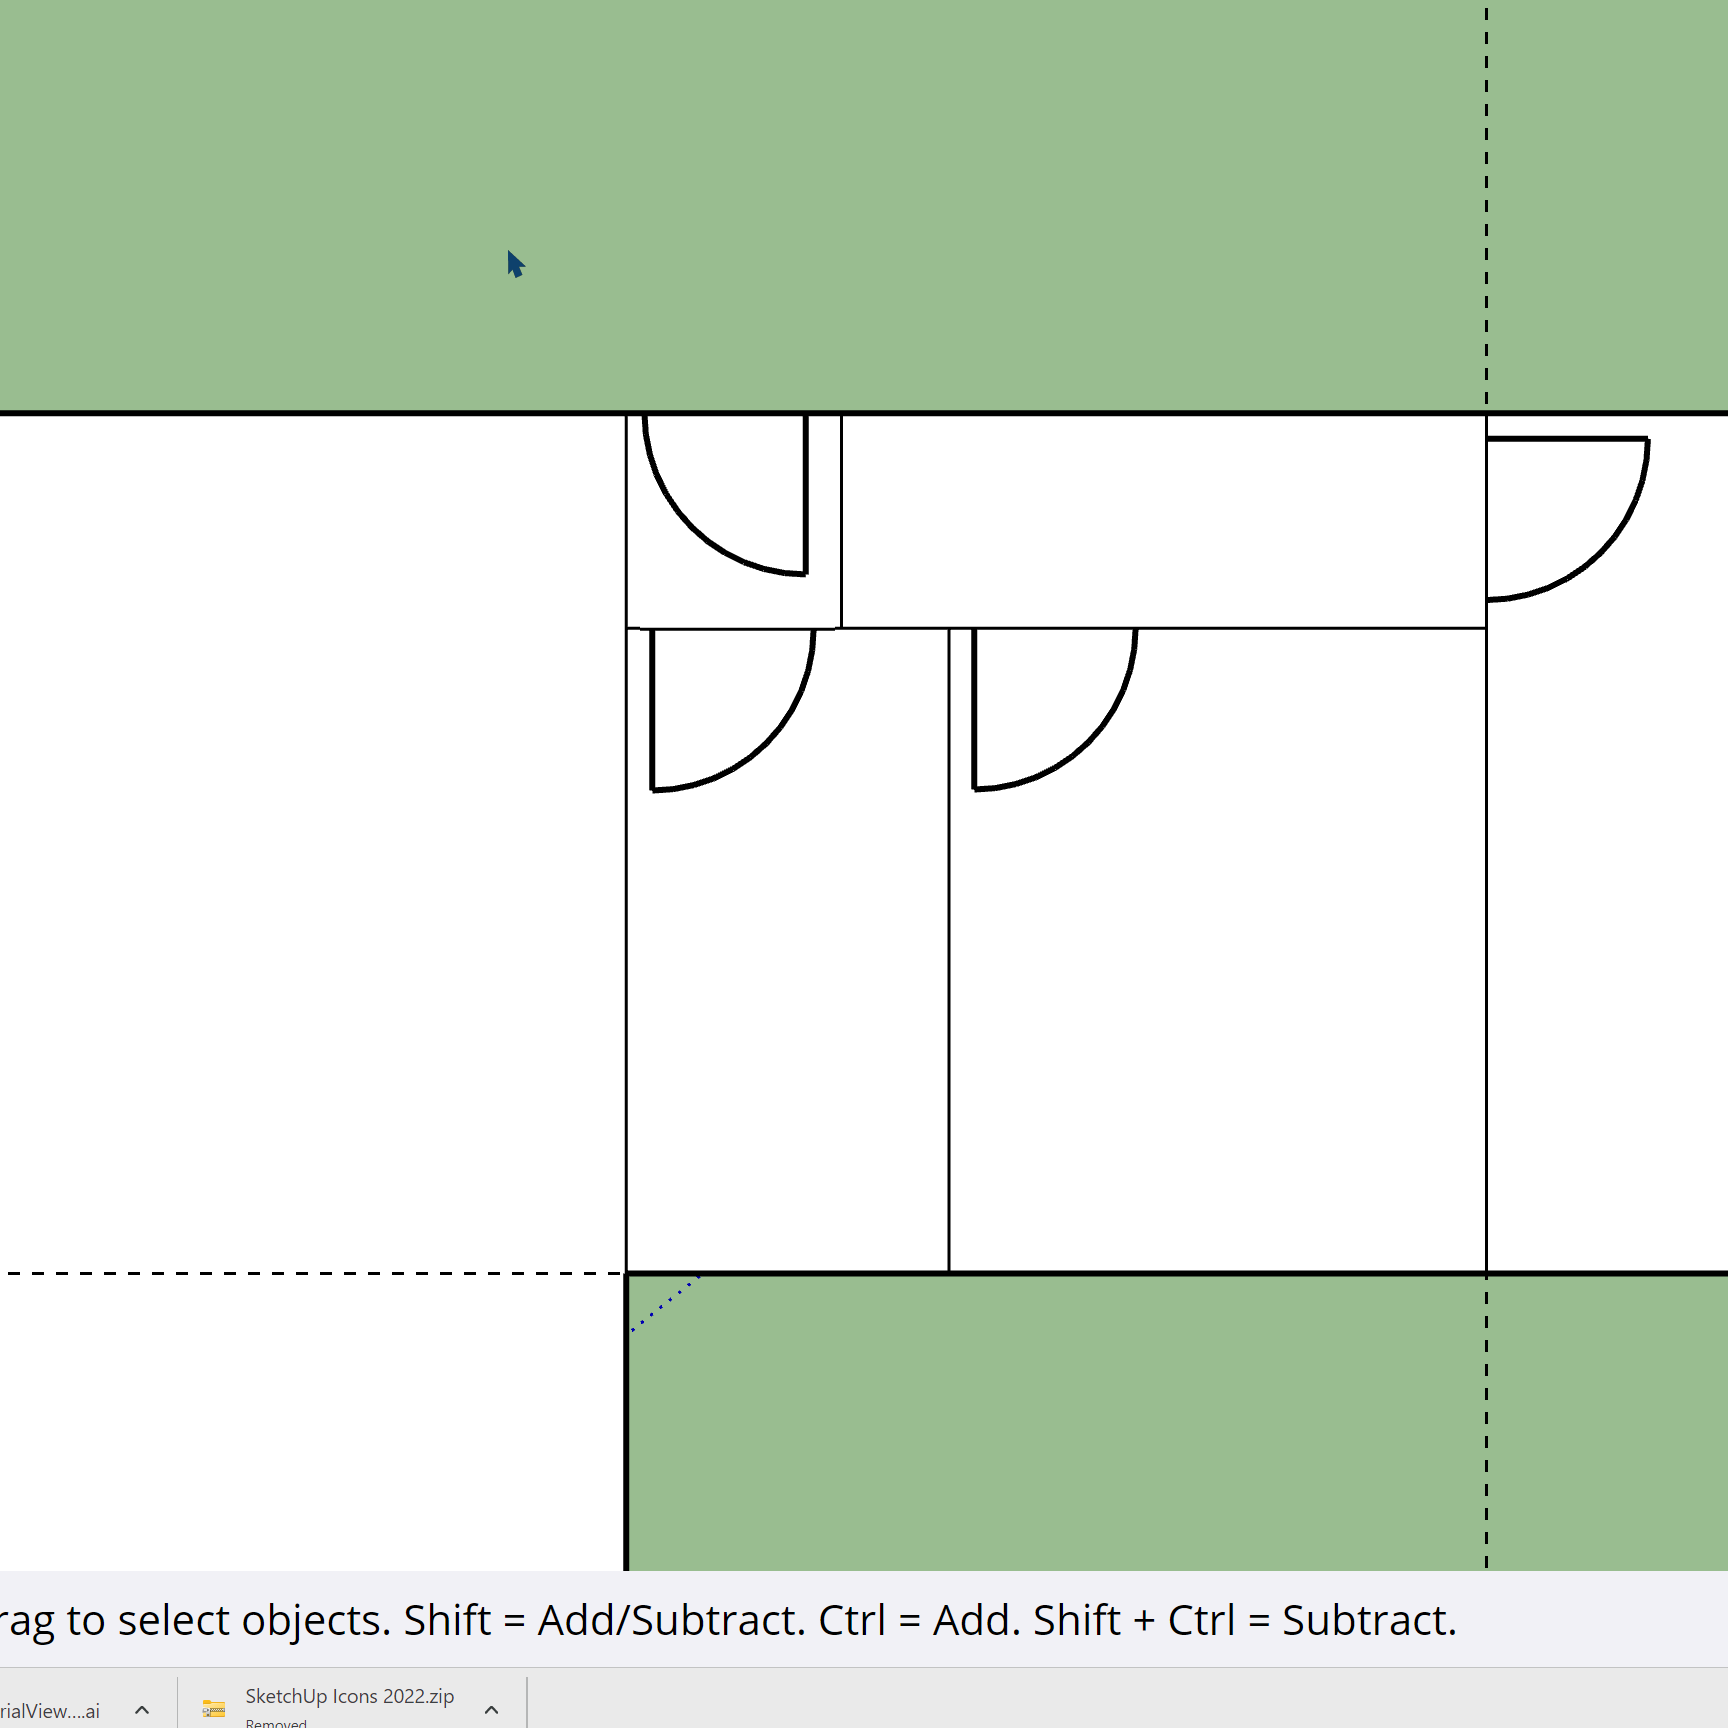 rag to select objects. Shift = Add/Subtract. Ctrl = Add. Shift + Ctrl = Subtract.
rialView....ai
SketchUp Icons 2022.zip
Removed